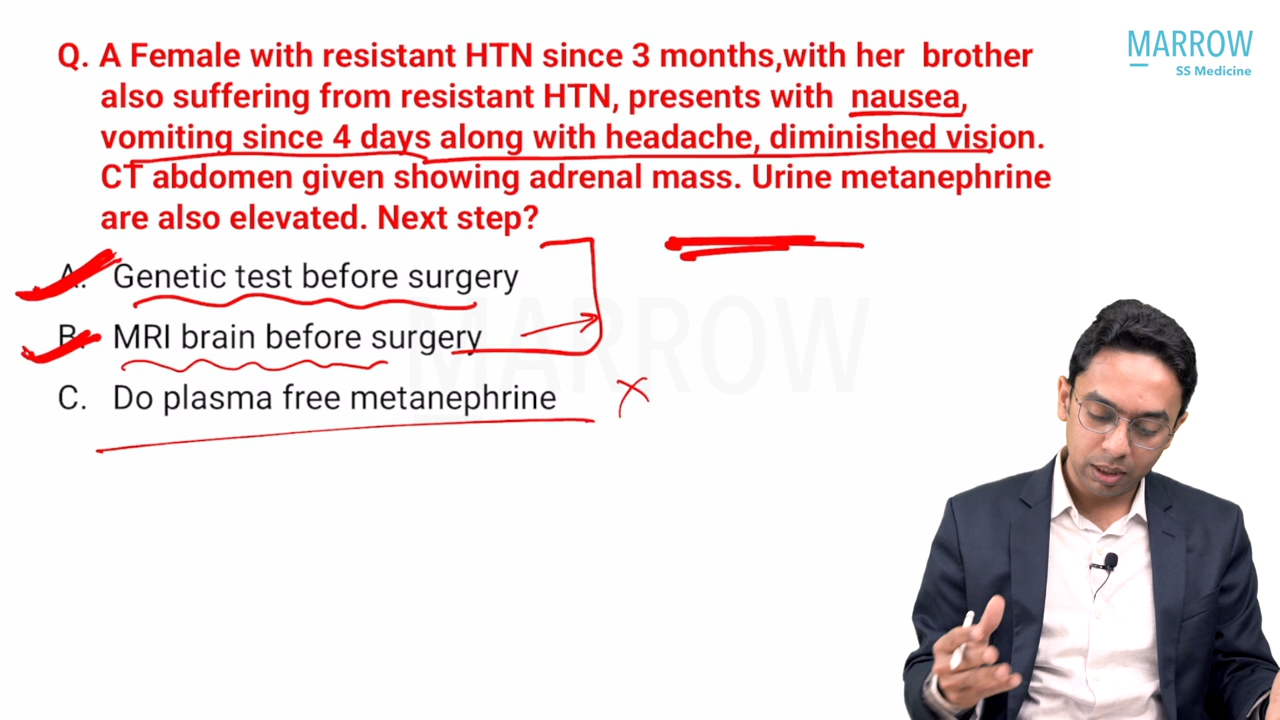 MARROW
SS Medicine
Q. A Female with resistant HTN since 3 months,with her brother
also suffering from resistant HTN, presents with nausea,
vomiting since 4 days along with headache, diminished vision.
CT abdomen given showing adrenal mass. Urine metanephrine
are also elevated. Next step?
A. Genetic test before surgery
B. MRI brain before surgery
C. Do plasma free metanephrine
MARROW